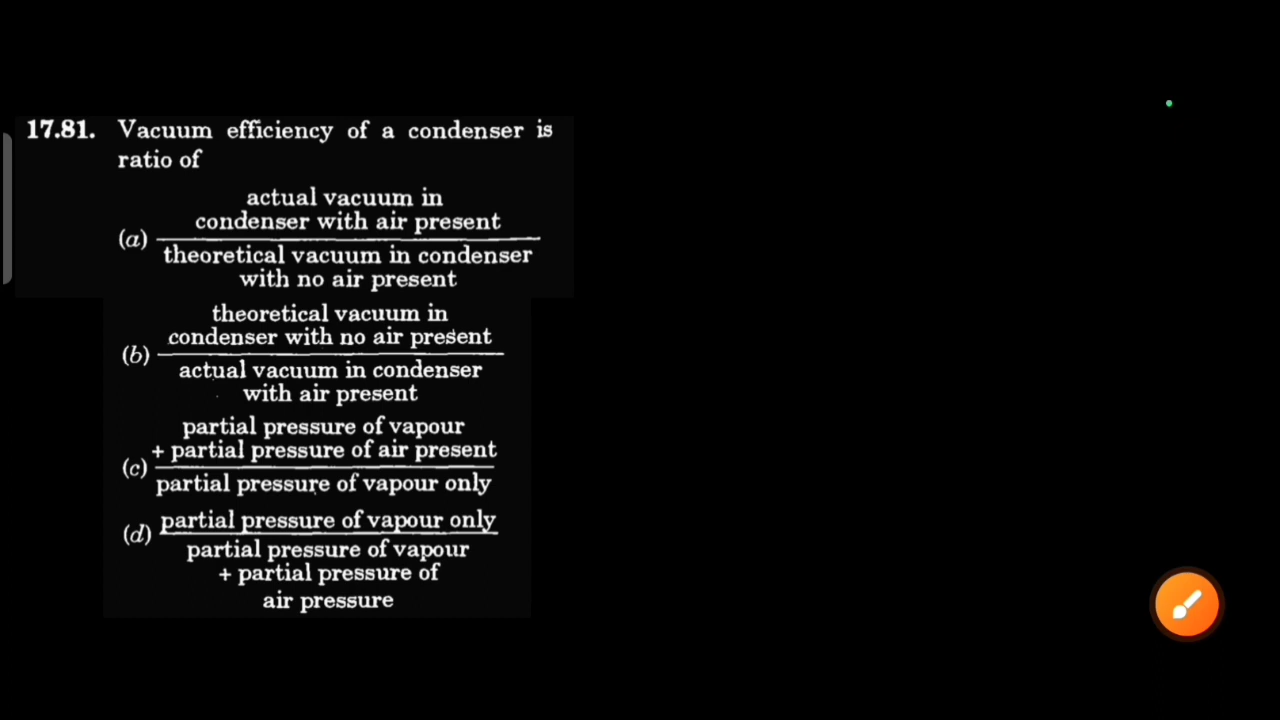 17.81. Vacuum efficiency of a condenser is
ratio of
actual vacuum in
condenser with air present
(a)
theoretical vacuum in condenser
with no air present
theoretical vacuum in
condenser with no air present
(b)
actual vacuum in condenser
with air present
partial pressure of vapour
+ partial pressure of air present
(c)
partial pressure of vapour only
partial pressure of vapour only
(d)
partial pressure of vapour
+ partial pressure of
air pressure